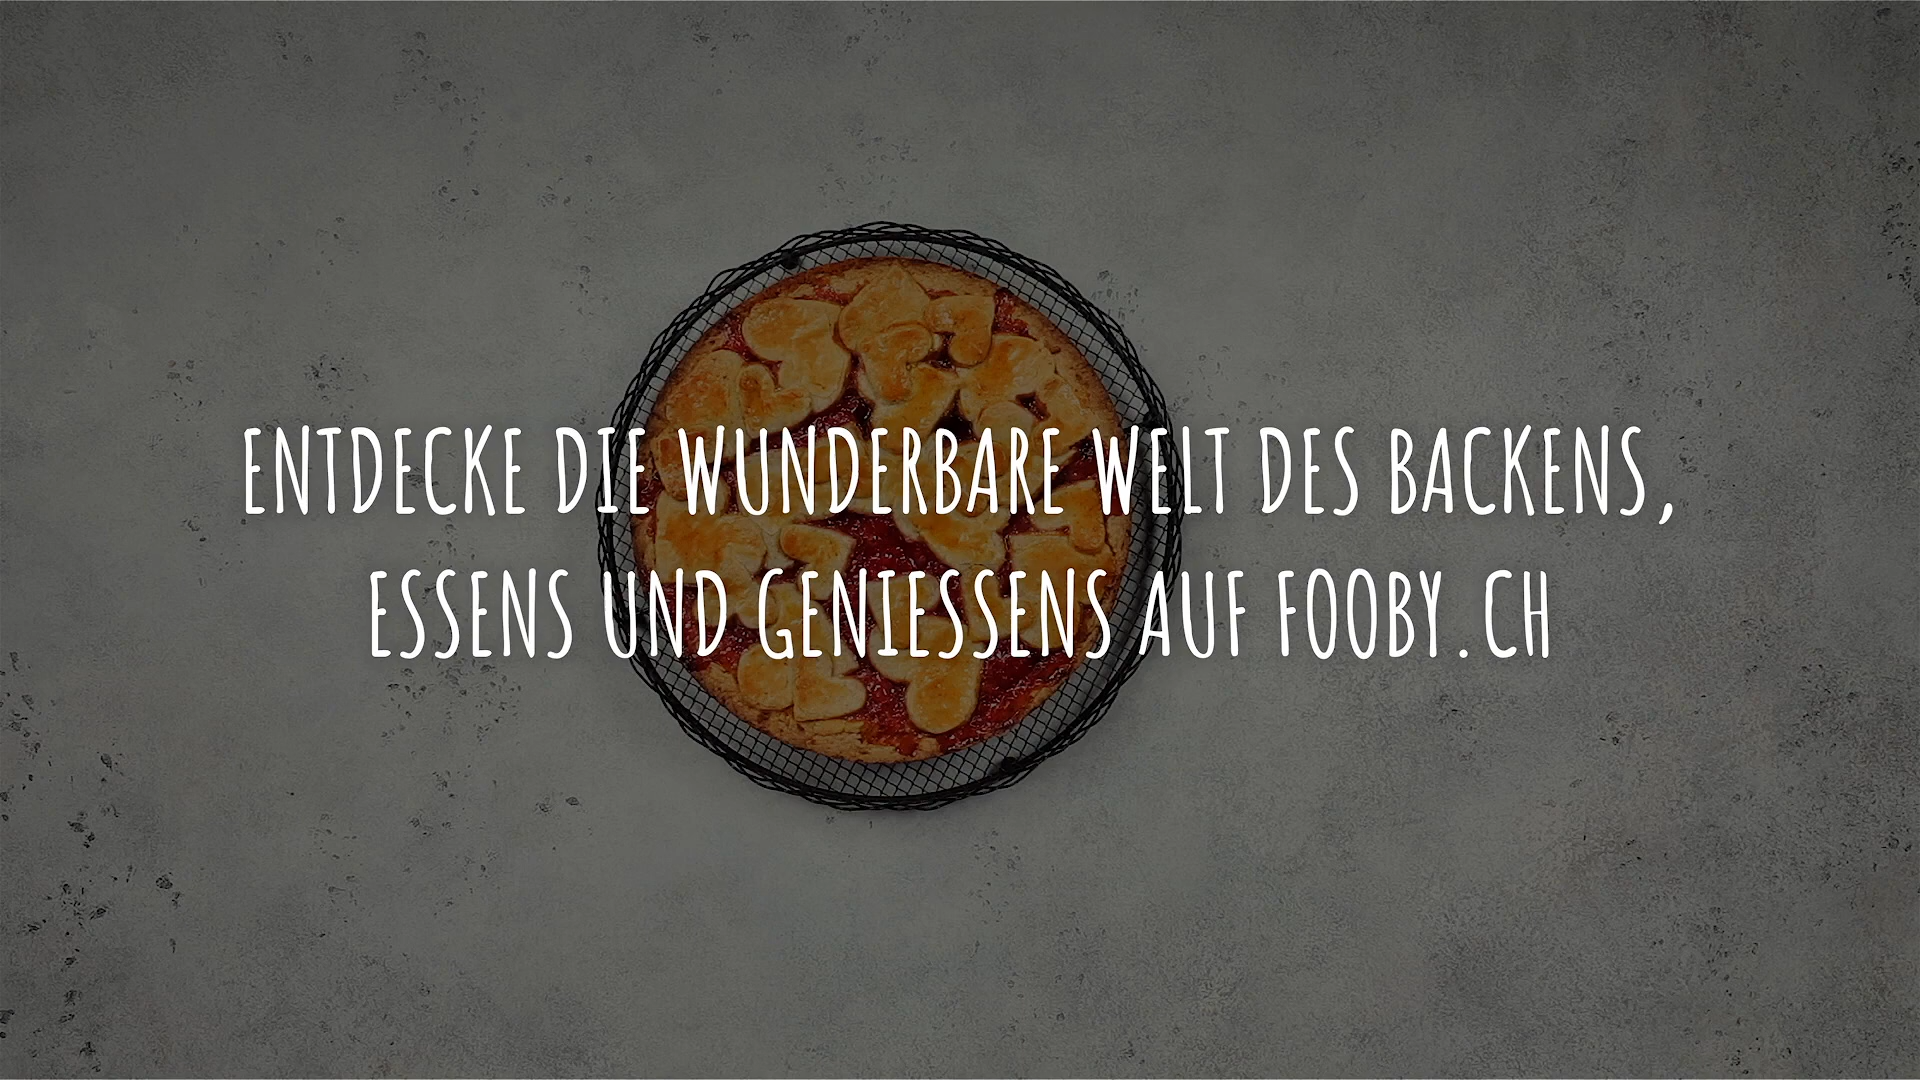 ENTDECKE DIE WUNDERBARE WELT DES BACKENS,
ESSENS UND GENIESSENS AUF FOOBY.CH